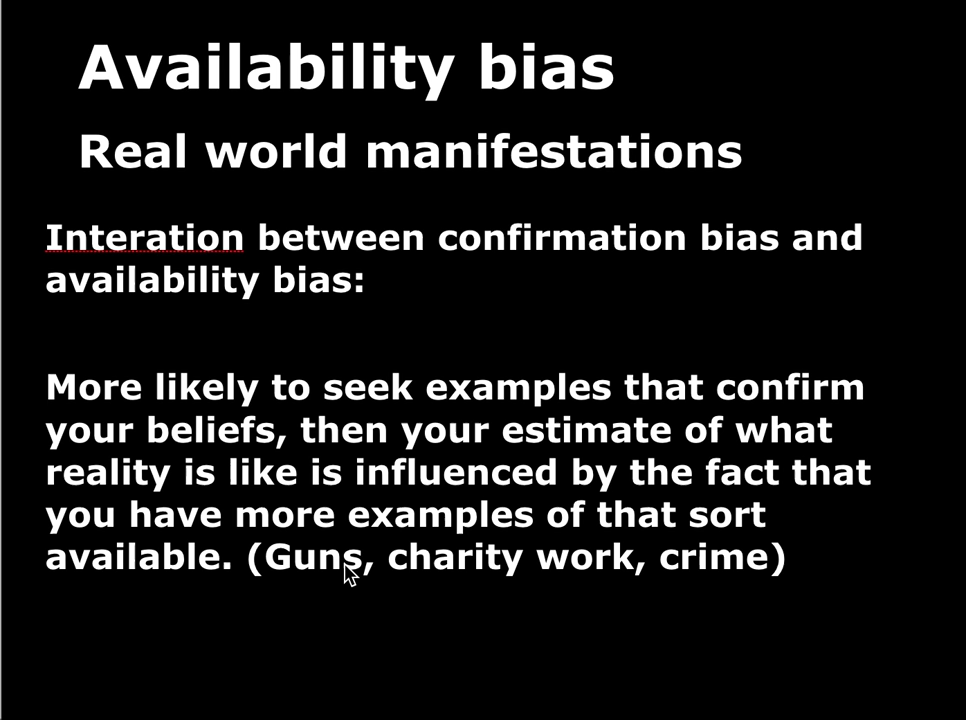 Availability bias
Real world manifestations
Interation between confirmation bias and
availability bias:
More likely to seek examples that confirm
your beliefs, then your estimate of what
reality is like is influenced by the fact that
you have more examples of that sort
available. (Guns, charity work, crime)